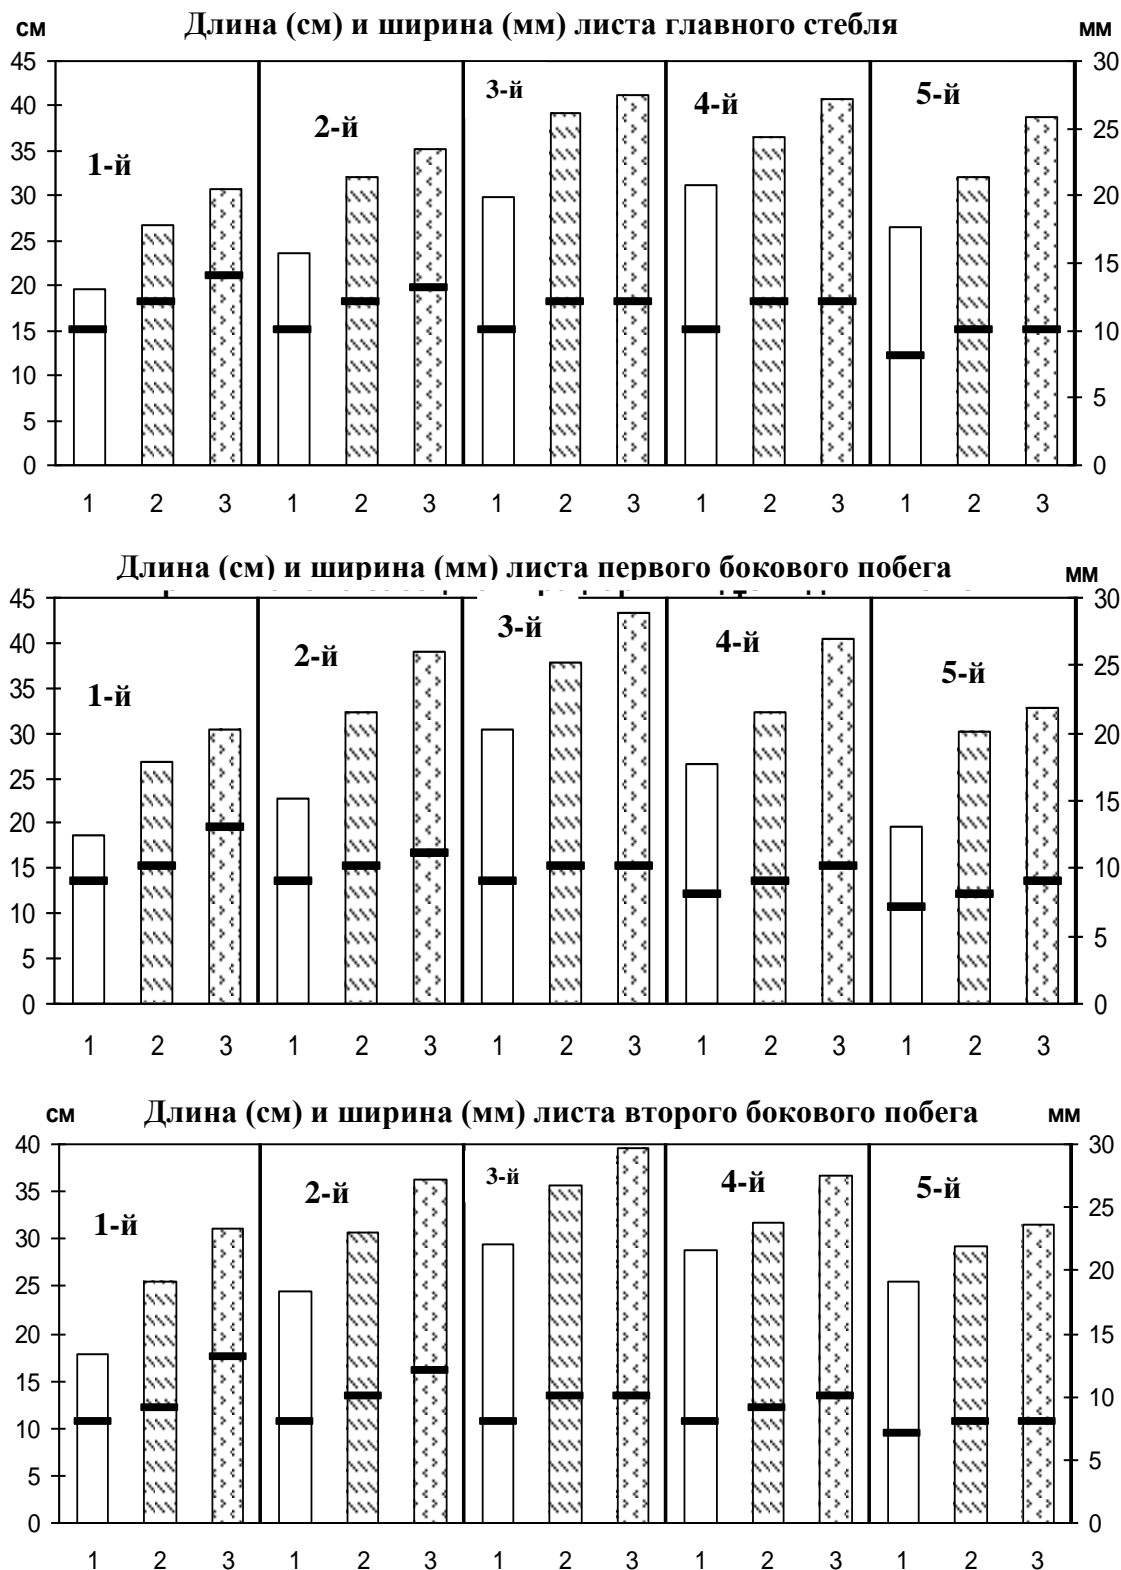 Длина (см) и ширина (мм) листа главного стебля
см мм
45 30
40 25
35 20
30 15
25 10
20 5
15 0
10
5
0
1-й 2-й 3-й 4-й 5-й
1 2 3 1 2 3 1 2 3 1 2 3 1 2 3
Длина (см) и ширина (мм) листа первого бокового побега
мм
45 30
40 25
35 20
30 15
25 10
20 5
15 0
10
5
0
1-й 2-й 3-й 4-й 5-й
1 2 3 1 2 3 1 2 3 1 2 3 1 2 3
Длина (см) и ширина (мм) листа второго бокового побега
см мм
40 30
35 25
30 20
25 15
20 10
15 5
10 0
5
0
1-й 2-й 3-й 4-й 5-й
1 2 3 1 2 3 1 2 3 1 2 3 1 2 3